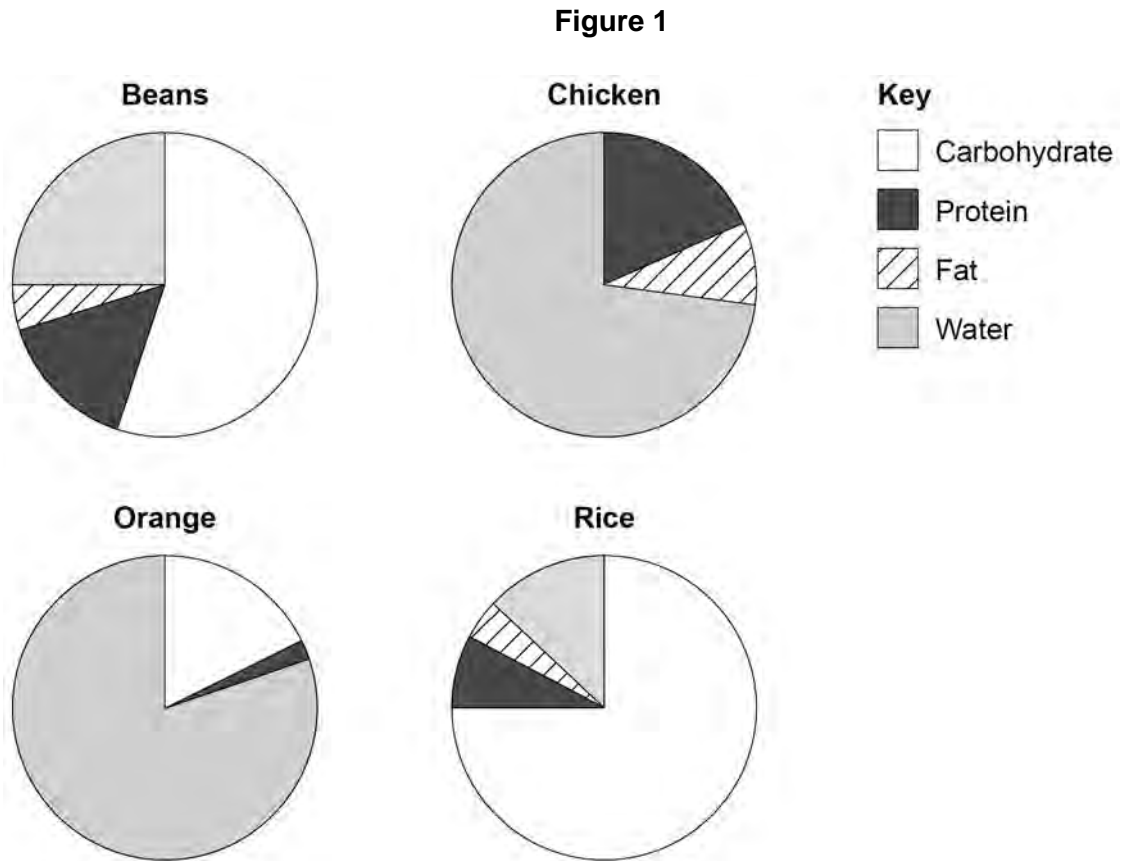 Figure 1
Beans
Chicken
Key
Carbohydrate
Protein
Fat
Water
Orange
Rice